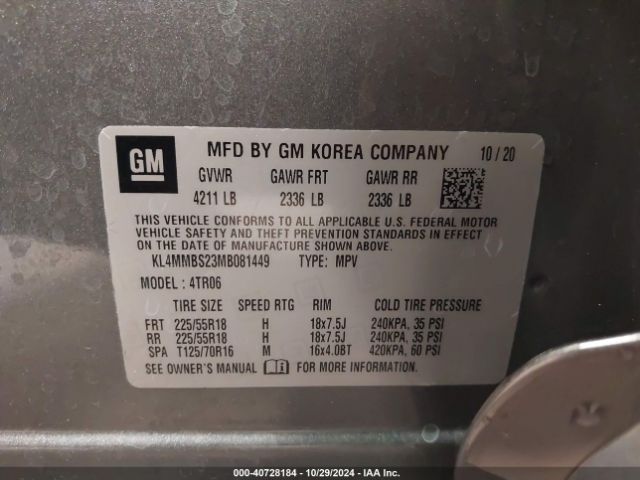 GM
MFD BY GM KOREA COMPANY 10 / 20
GVWR GAWR FRT GAWR RR
4211 LB 2336 LB 2336 LB
THIS VEHICLE CONFORMS TO ALL APPLICABLE U.S. FEDERAL MOTOR
VEHICLE SAFETY AND THEFT PREVENTION STANDARDS IN EFFECT
ON THE DATE OF MANUFACTURE SHOWN ABOVE.
KL4MMBS23MB081449 TYPE: MPV
MODEL : 4TR06
TIRE SIZE SPEED RTG RIM COLD TIRE PRESSURE
FRT 225/55R18 H 18x7.5J 240KPA, 35 PSI
RR 225/55R18 H 18x7.5J 240KPA, 35 PSI
SPA T125/70R16 M 16x4.0BT 420KPA, 60 PSI
SEE OWNER'S MANUAL FOR MORE INFORMATION.
000-40728184 - 10/29/2024 - IAA Inc.